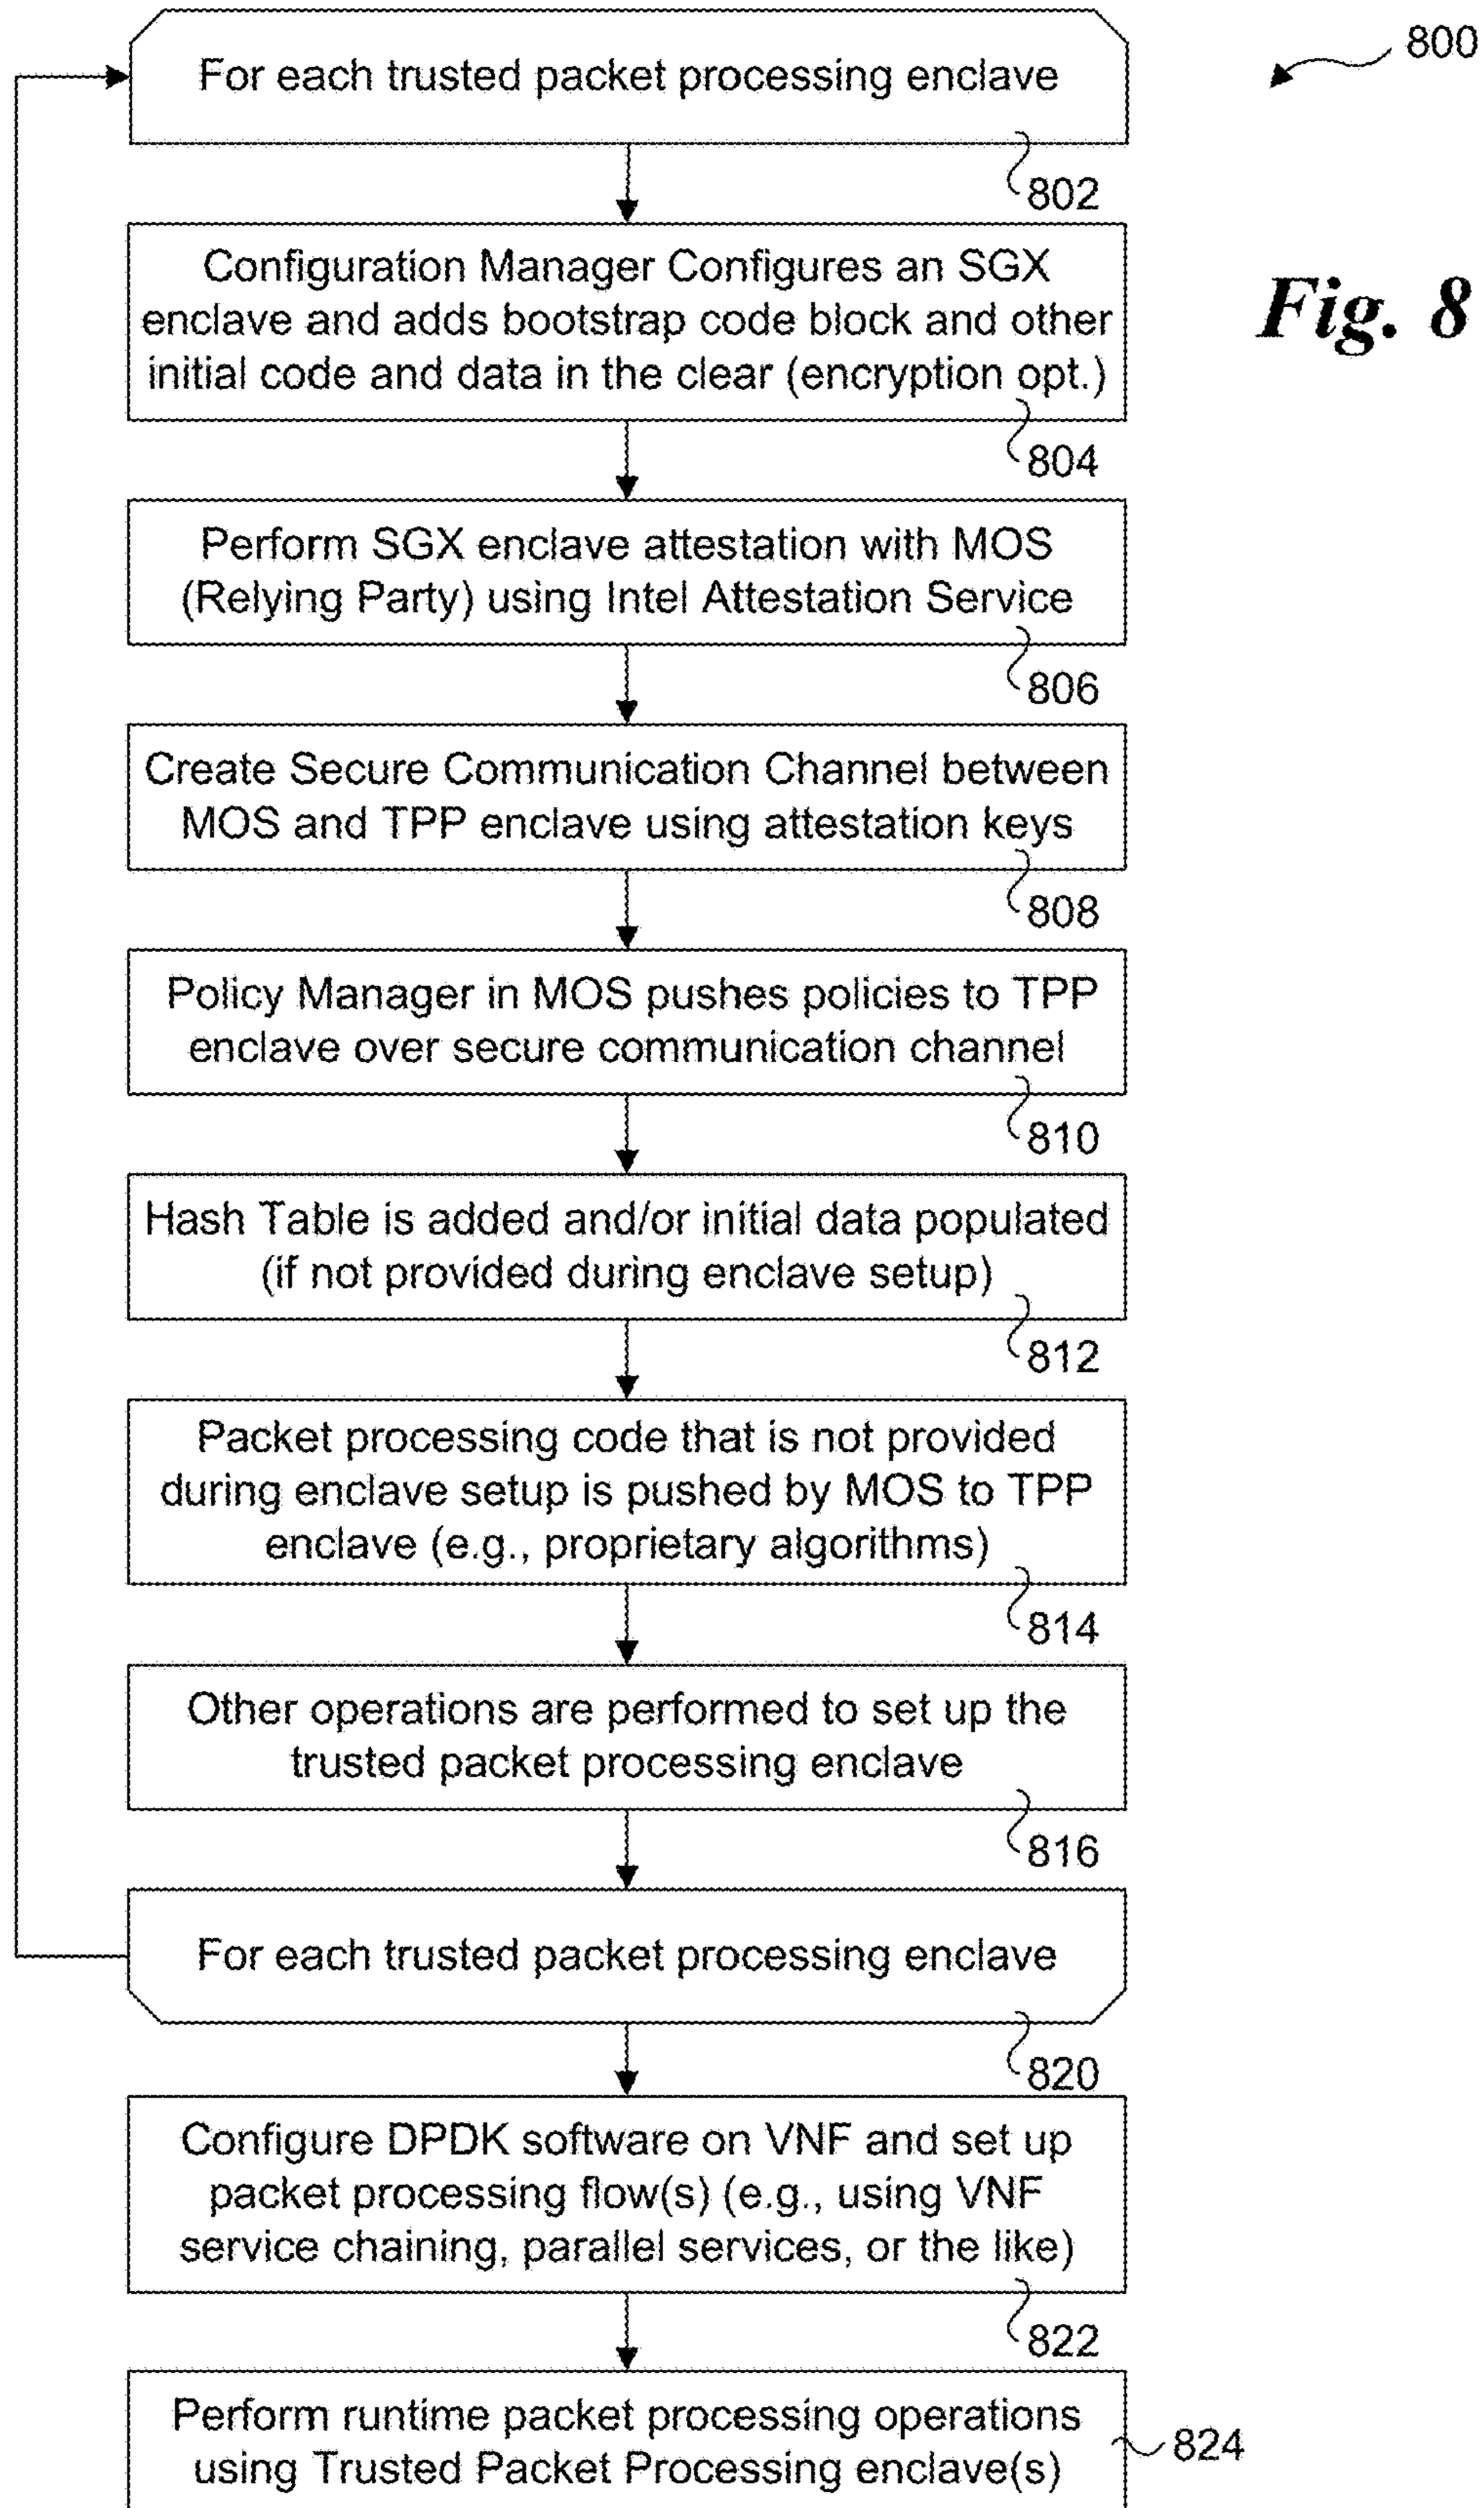 For each trusted packet processing enclave
800
802
Configuration Manager Configures an SGX
enclave and adds bootstrap code block and other
initial code and data in the clear (encryption opt.)
Fig. 8
804
Perform SGX enclave attestation with MOS
(Relying Party) using Intel Attestation Service
806
Create Secure Communication Channel between
MOS and TPP enclave using attestation keys
808
Policy Manager in MOS pushes policies to TPP
enclave over secure communication channel
810
Hash Table is added and/or initial data populated
(if not provided during enclave setup)
812
Packet processing code that is not provided
during enclave setup is pushed by MOS to TPP
enclave (e.g., proprietary algorithms)
814
Other operations are performed to set up the
trusted packet processing enclave
816
For each trusted packet processing enclave
820
Configure DPDK software on VNF and set up
packet processing flow(s) (e.g., using VNF
service chaining, parallel services, or the like)
822
Perform runtime packet processing operations
using Trusted Packet Processing enclave(s)
824